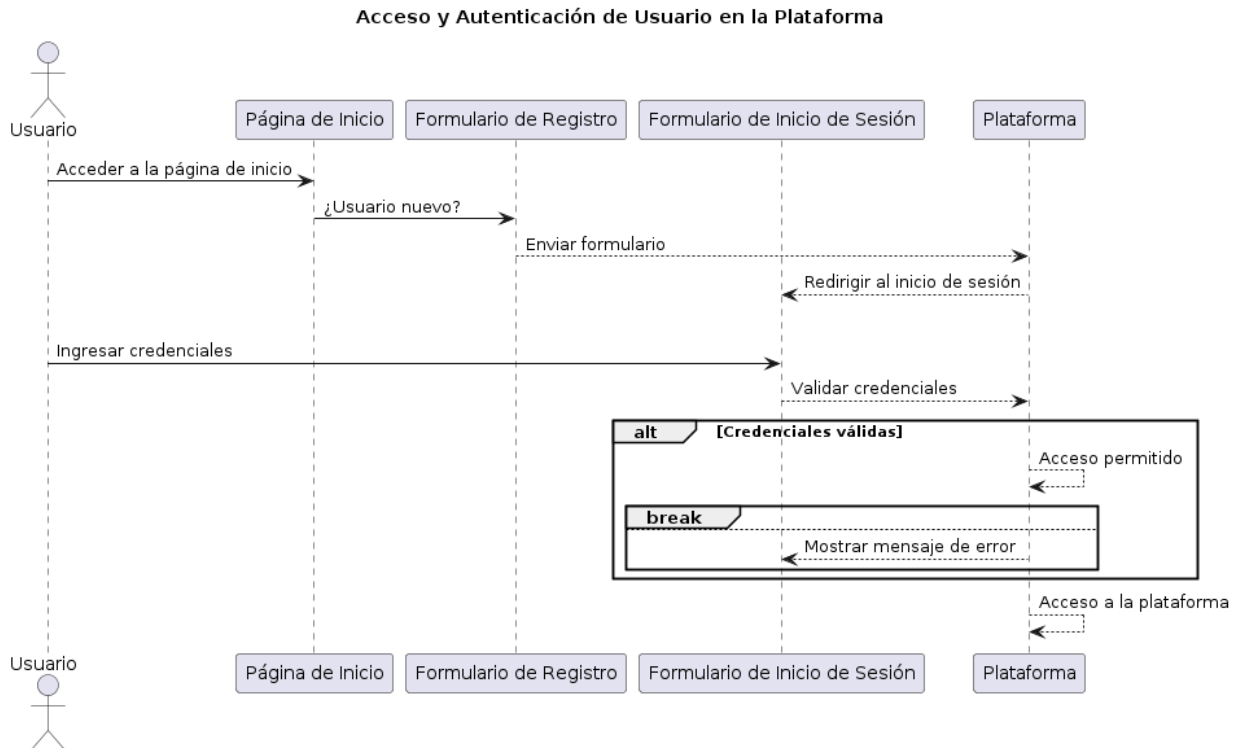 Acceso y Autenticación de Usuario en la Plataforma
Usuario
Página de Inicio
Formulario de Registro
Formulario de Inicio de Sesión
Plataforma
Acceder a la página de inicio
¿Usuario nuevo?
Enviar formulario
Redirigir al inicio de sesión
Ingresar credenciales
Validar credenciales
alt
[Credenciales válidas]
Acceso permitido
break
Mostrar mensaje de error
Acceso a la plataforma
Usuario
Página de Inicio
Formulario de Registro
Formulario de Inicio de Sesión
Plataforma